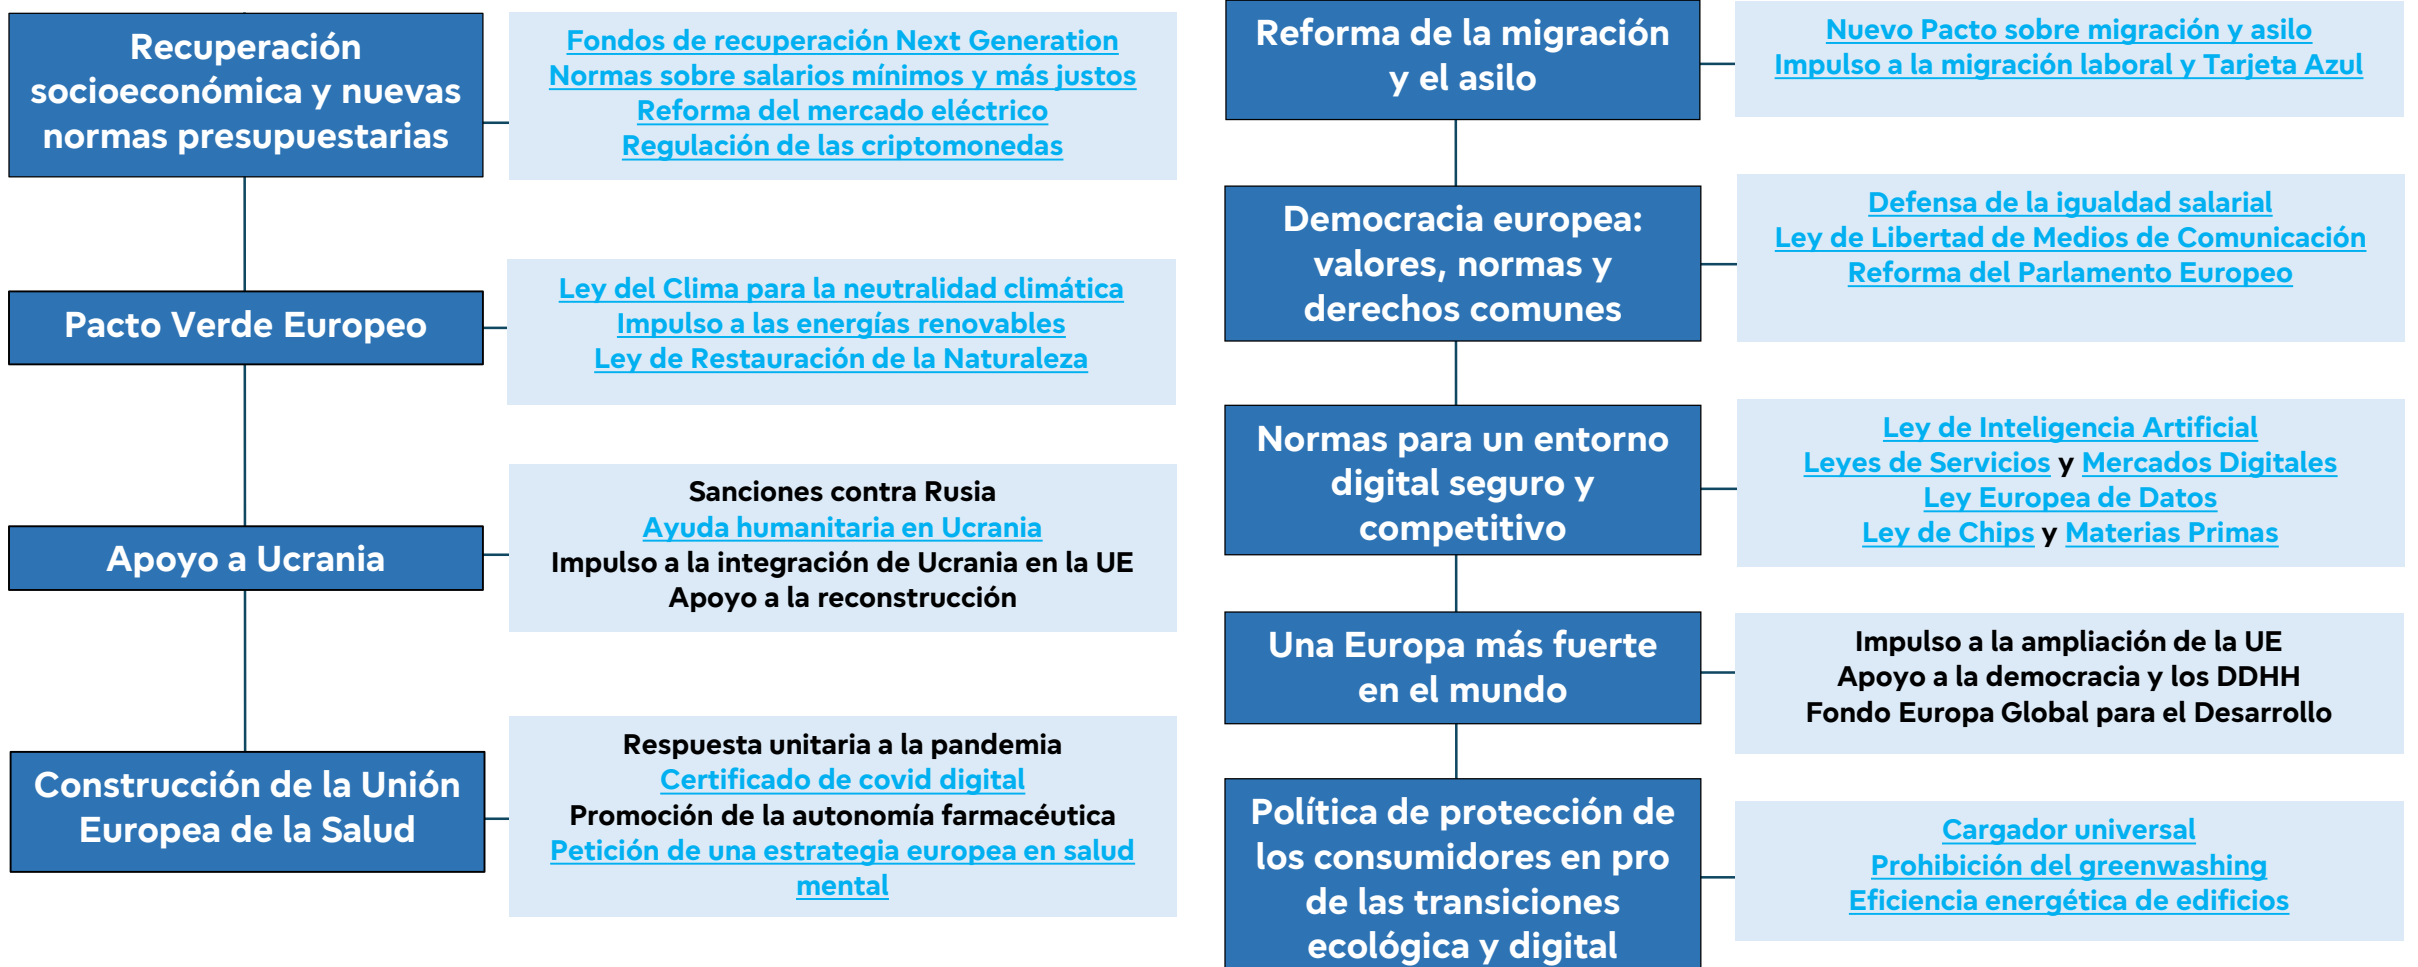 Recuperación
socioeconómica y nuevas
normas presupuestarias
Fondos de recuperación Next Generation
Normas sobre salarios mínimos y más justos
Reforma del mercado eléctrico
Regulación de las criptomonedas
Pacto Verde Europeo
Ley del Clima para la neutralidad climática
Impulso a las energías renovables
Ley de Restauración de la Naturaleza
Apoyo a Ucrania
Sanciones contra Rusia
Ayuda humanitaria en Ucrania
Impulso a la integración de Ucrania en la UE
Apoyo a la reconstrucción
Construcción de la Unión
Europea de la Salud
Respuesta unitaria a la pandemia
Certificado de covid digital
Promoción de la autonomía farmacéutica
Petición de una estrategia europea en salud
mental
Reforma de la migración
y el asilo
Nuevo Pacto sobre migración y asilo
Impulso a la migración laboral y Tarjeta Azul
Democracia europea:
valores, normas y
derechos comunes
Defensa de la igualdad salarial
Ley de Libertad de Medios de Comunicación
Reforma del Parlamento Europeo
Normas para un entorno
digital seguro y
competitivo
Ley de Inteligencia Artificial
Leyes de Servicios y Mercados Digitales
Ley Europea de Datos
Ley de Chips y Materias Primas
Una Europa más fuerte
en el mundo
Impulso a la ampliación de la UE
Apoyo a la democracia y los DDHH
Fondo Europa Global para el Desarrollo
Política de protección de
los consumidores en pro
de las transiciones
ecológica y digital
Cargador universal
Prohibición del greenwashing
Eficiencia energética de edificios